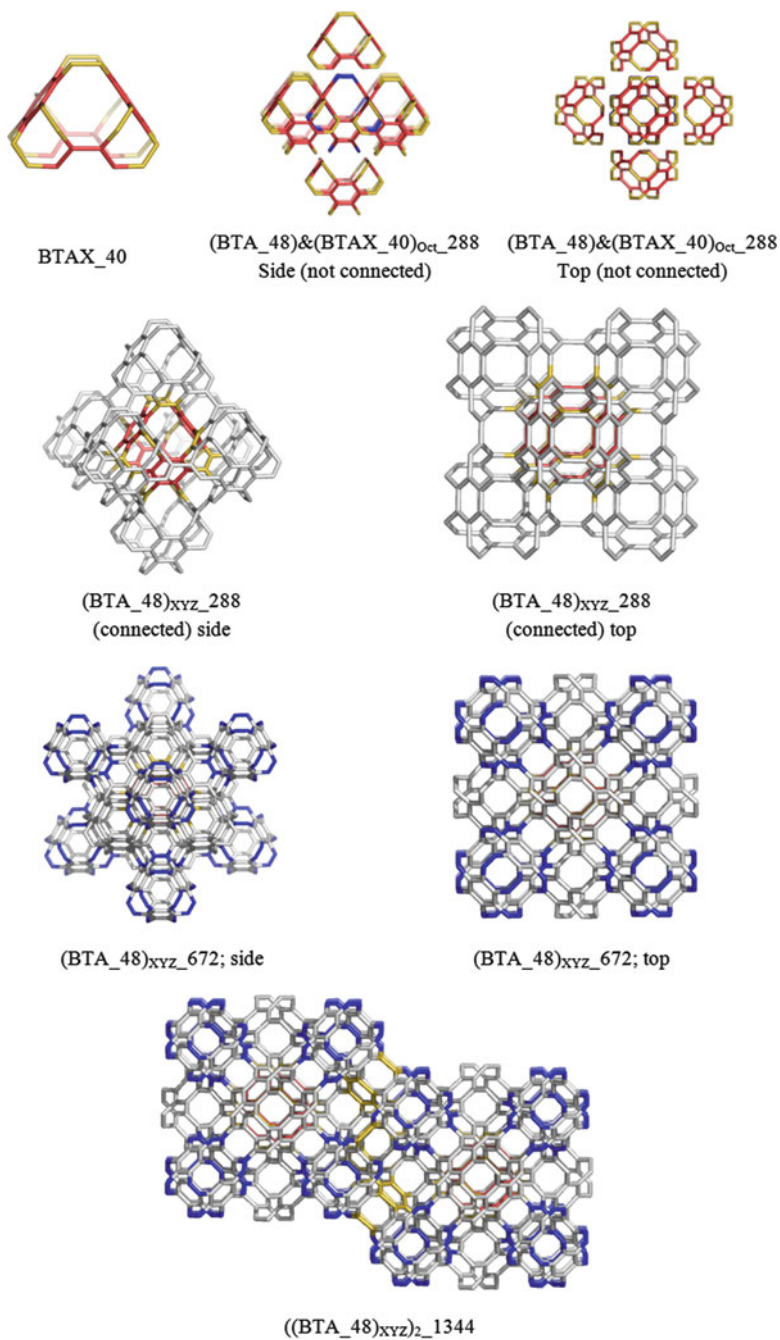 BTAX_40
(BTA_48)&(BTAX_40)Oct_288
Side (not connected)
(BTA_48)&(BTAX_40)Oct_288
Top (not connected)
(BTA_48)XYZ_288
(connected) side
(BTA_48)XYZ_288
(connected) top
(BTA_48)XYZ_672; side
(BTA_48)XYZ_672; top
((BTA_48)XYZ)2_1344